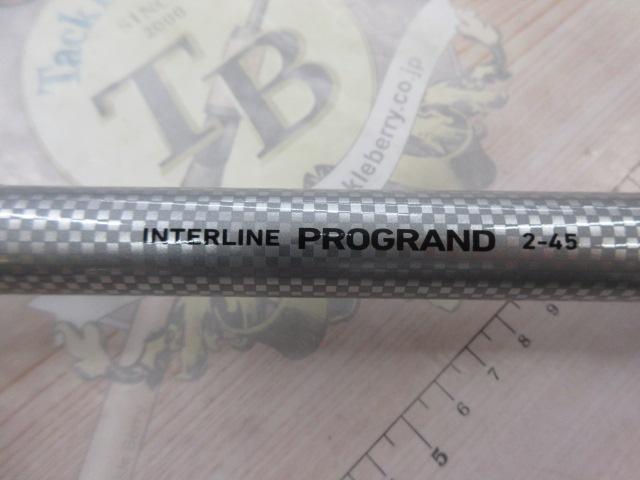 Tack
SINCE
2000
TB
kleberry.co.jp
INTERLINE PROGRAND 2-45
9
8
7
6
5